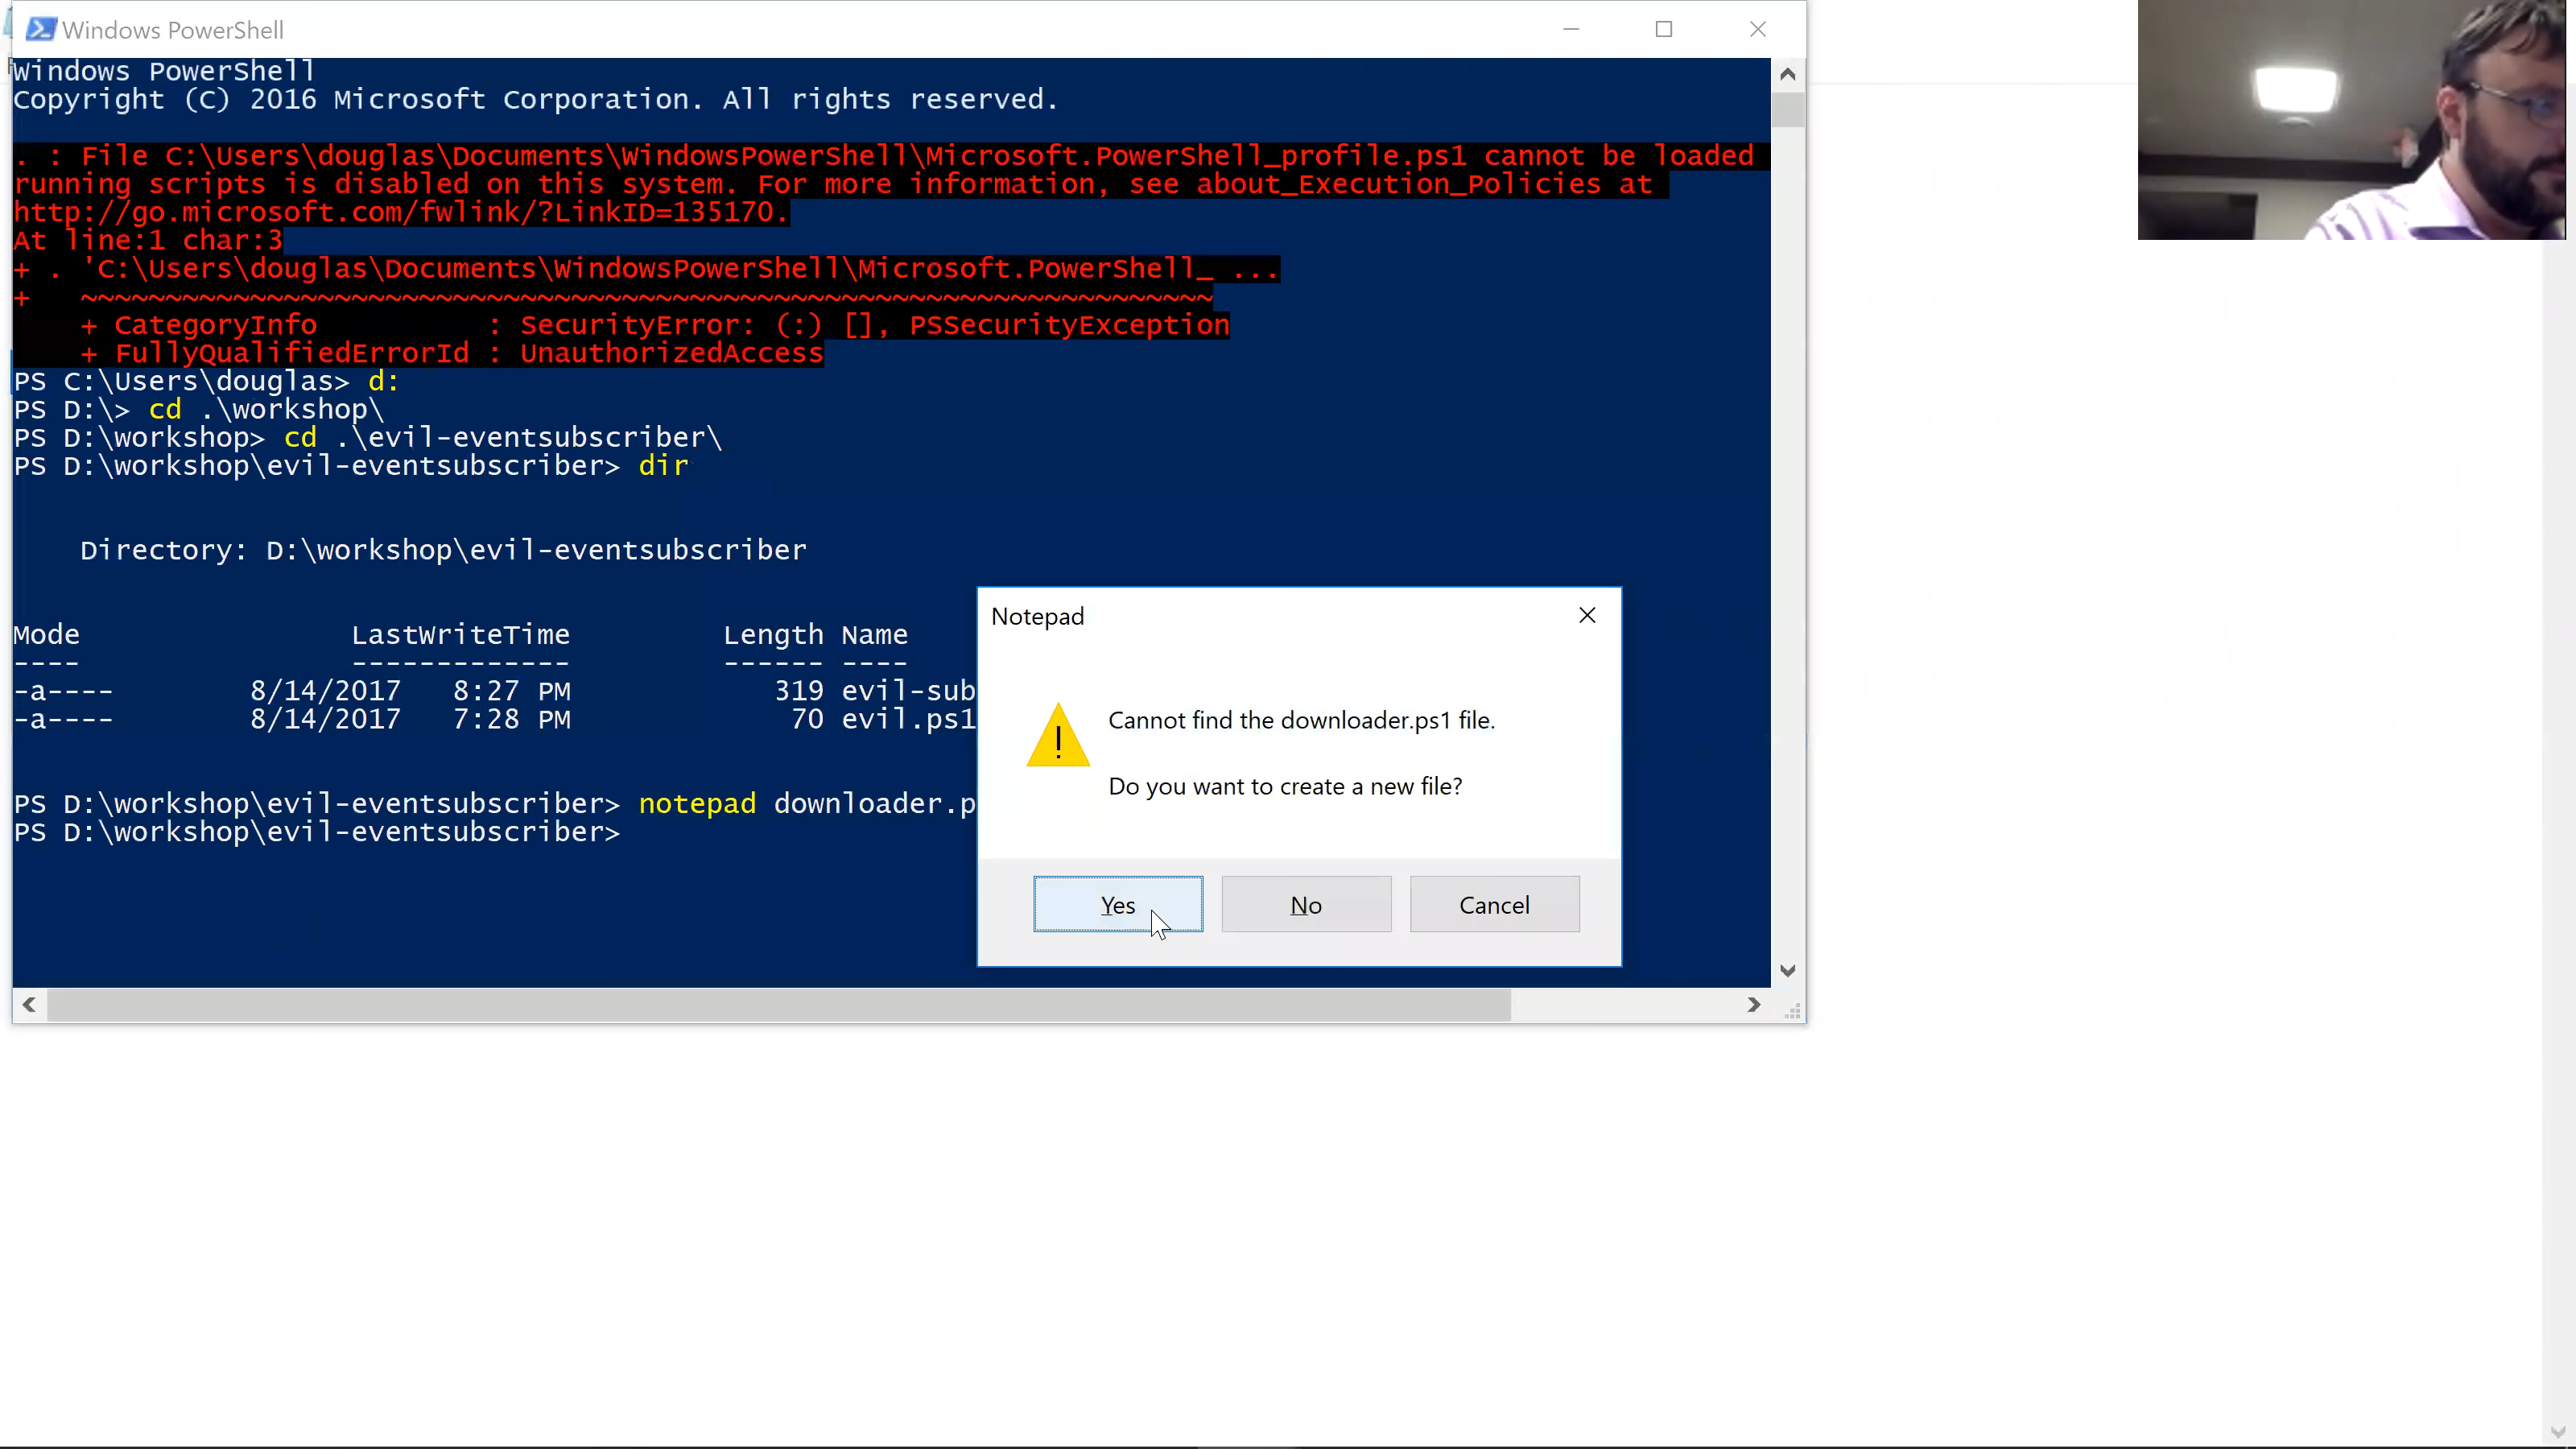 Windows PowerShell
Windows PowerShell
Copyright (C) 2016 Microsoft Corporation. All rights reserved.
. : File C:\Users\douglas\Documents\WindowsPowerShell\Microsoft.PowerShell_profile.ps1 cannot be loaded
running scripts is disabled on this system. For more information, see about_Execution_Policies at
http://go.microsoft.com/fwlink/?LinkID=135170.
At line:1 char:3
+ . 'C:\Users\douglas\Documents\WindowsPowerShell\Microsoft.PowerShell_ ...
+   ~~~~~~~~~~~~~~~~~~~~~~~~~~~~~~~~~~~~~~~~~~~~~~~~~~~~~~~~~~~~~~~~~~~
    + CategoryInfo          : SecurityError: (:) [], PSSecurityException
    + FullyQualifiedErrorId : UnauthorizedAccess
PS C:\Users\douglas> d:
PS D:\> cd .\workshop\
PS D:\workshop> cd .\evil-eventsubscriber\
PS D:\workshop\evil-eventsubscriber> dir
    Directory: D:\workshop\evil-eventsubscriber
Mode                LastWriteTime         Length Name
----                -------------         ------ ----
-a----        8/14/2017   8:27 PM            319 evil-sub
-a----        8/14/2017   7:28 PM             70 evil.ps1
PS D:\workshop\evil-eventsubscriber> notepad downloader.p
PS D:\workshop\evil-eventsubscriber>
Notepad
Cannot find the downloader.ps1 file.
Do you want to create a new file?
Yes No Cancel